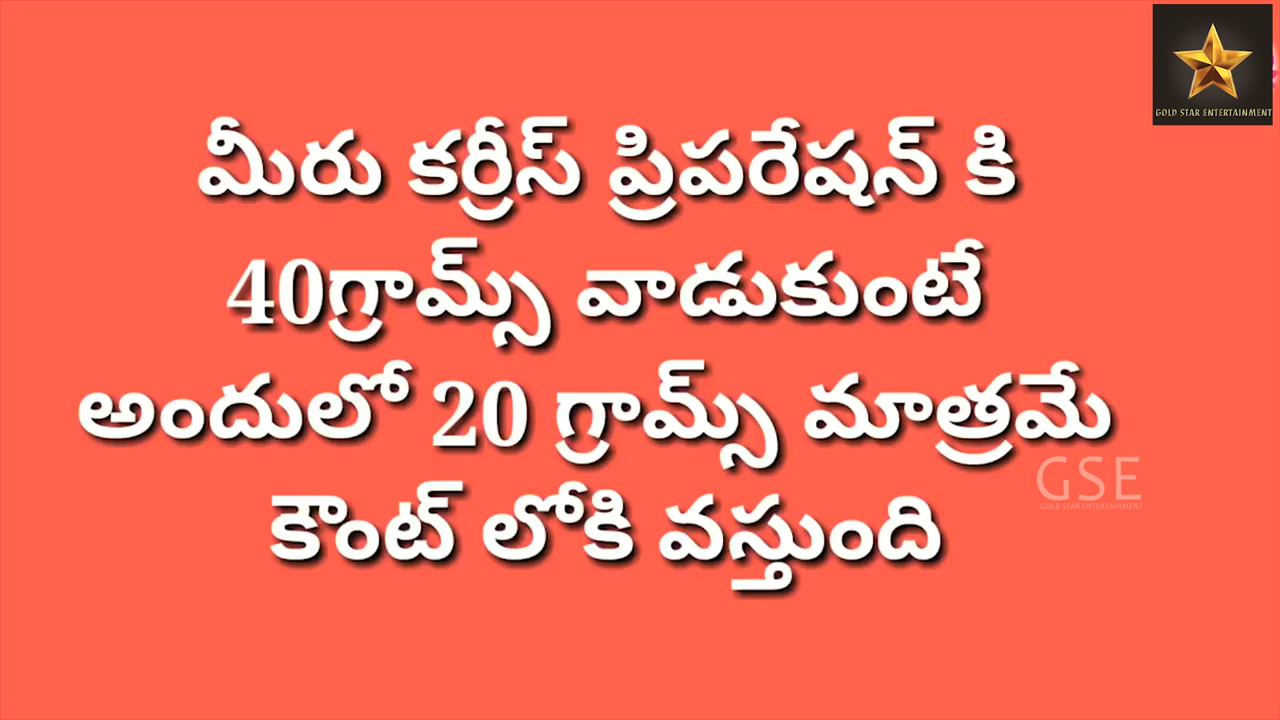 GOLD STAR ENTERTAINMENT
మీరు కర్రీస్ ప్రిపరేషన్ కి
40గ్రామ్స్ వాడుకుంటే
అందులో 20 గ్రామ్స్ మాత్రమే
GSE
GOLD STAR ENTERTAINMENT
కౌంట్ లోకి వస్తుంది